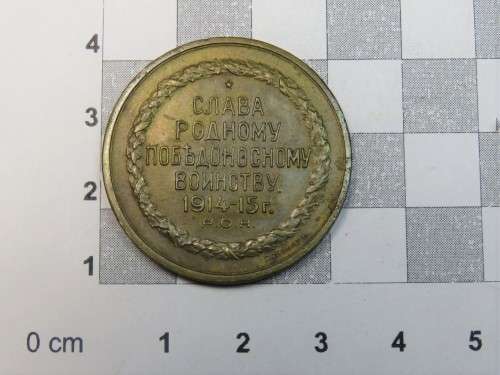 4
3
2
1
СЛАВА
РОДНОМУ
ПОБѢДОНОСНОМУ
ВОИНСТВУ.
1914-15 г.
0 cm 1 2 3 4 5